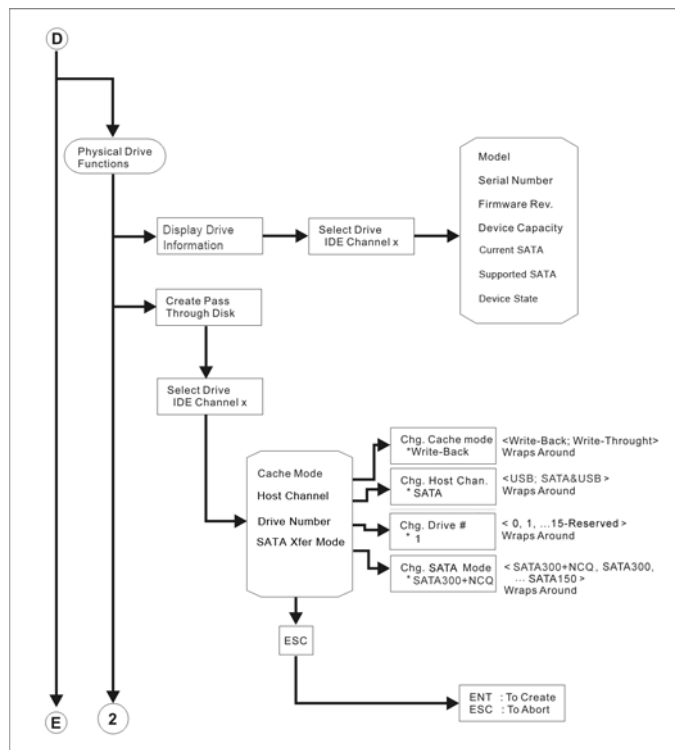 D
Physical Drive
Functions
Display Drive
Information
Select Drive
IDE Channel x
Model
Serial Number
Firmware Rev.
Device Capacity
Current SATA
Supported SATA
Device State
Create Pass
Through Disk
Select Drive
IDE Channel x
Cache Mode
Host Channel
Drive Number
SATA Xfer Mode
Chg. Cache mode
*Write-Back
<Write-Back; Write-Throught>
Wraps Around
Chg. Host Chan.
* SATA
<USB; SATA&USB >
Wraps Around
Chg. Drive #
* 1
< 0, 1, ...15-Reserved >
Wraps Around
Chg. SATA Mode
* SATA300+NCQ
< SATA300+NCQ, SATA300,
... SATA150 >
Wraps Around
ESC
ENT : To Create
ESC : To Abort
E
2